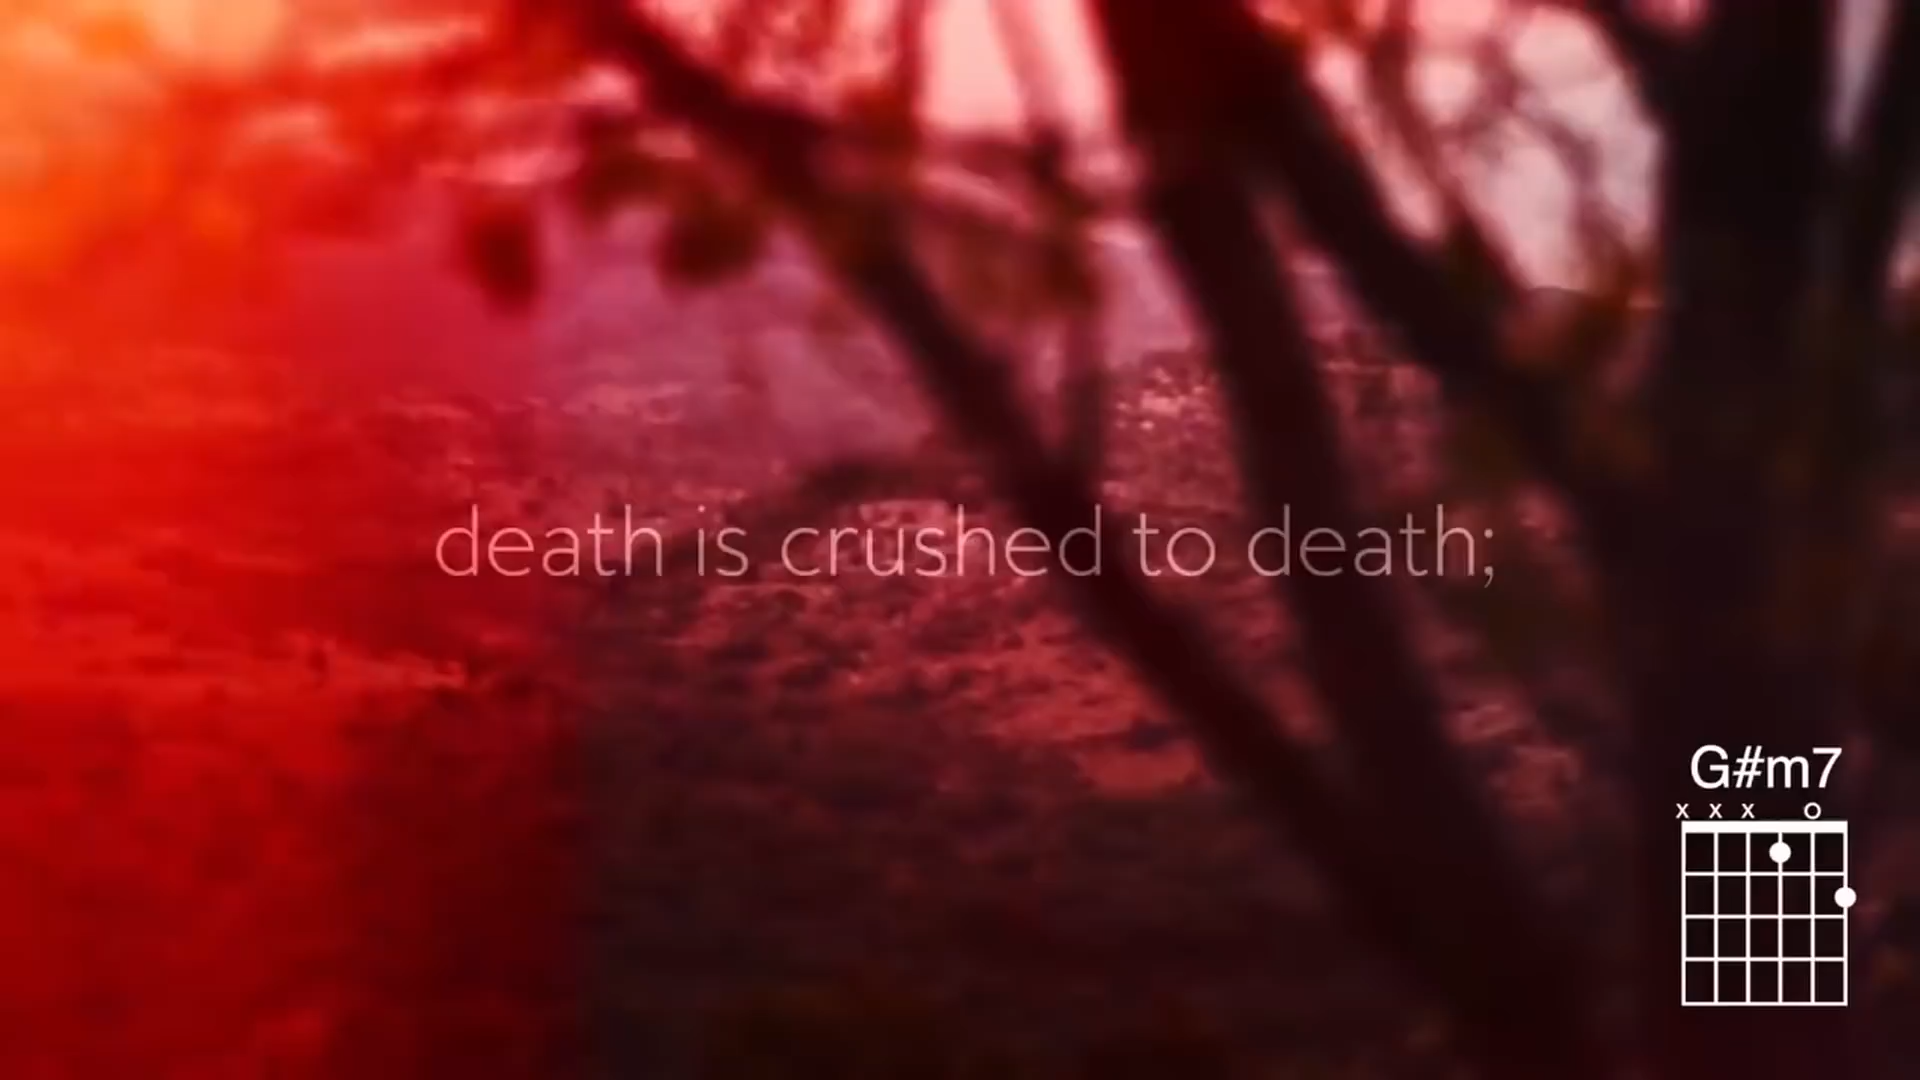 death is crushed to death;
G#m7
x x x o